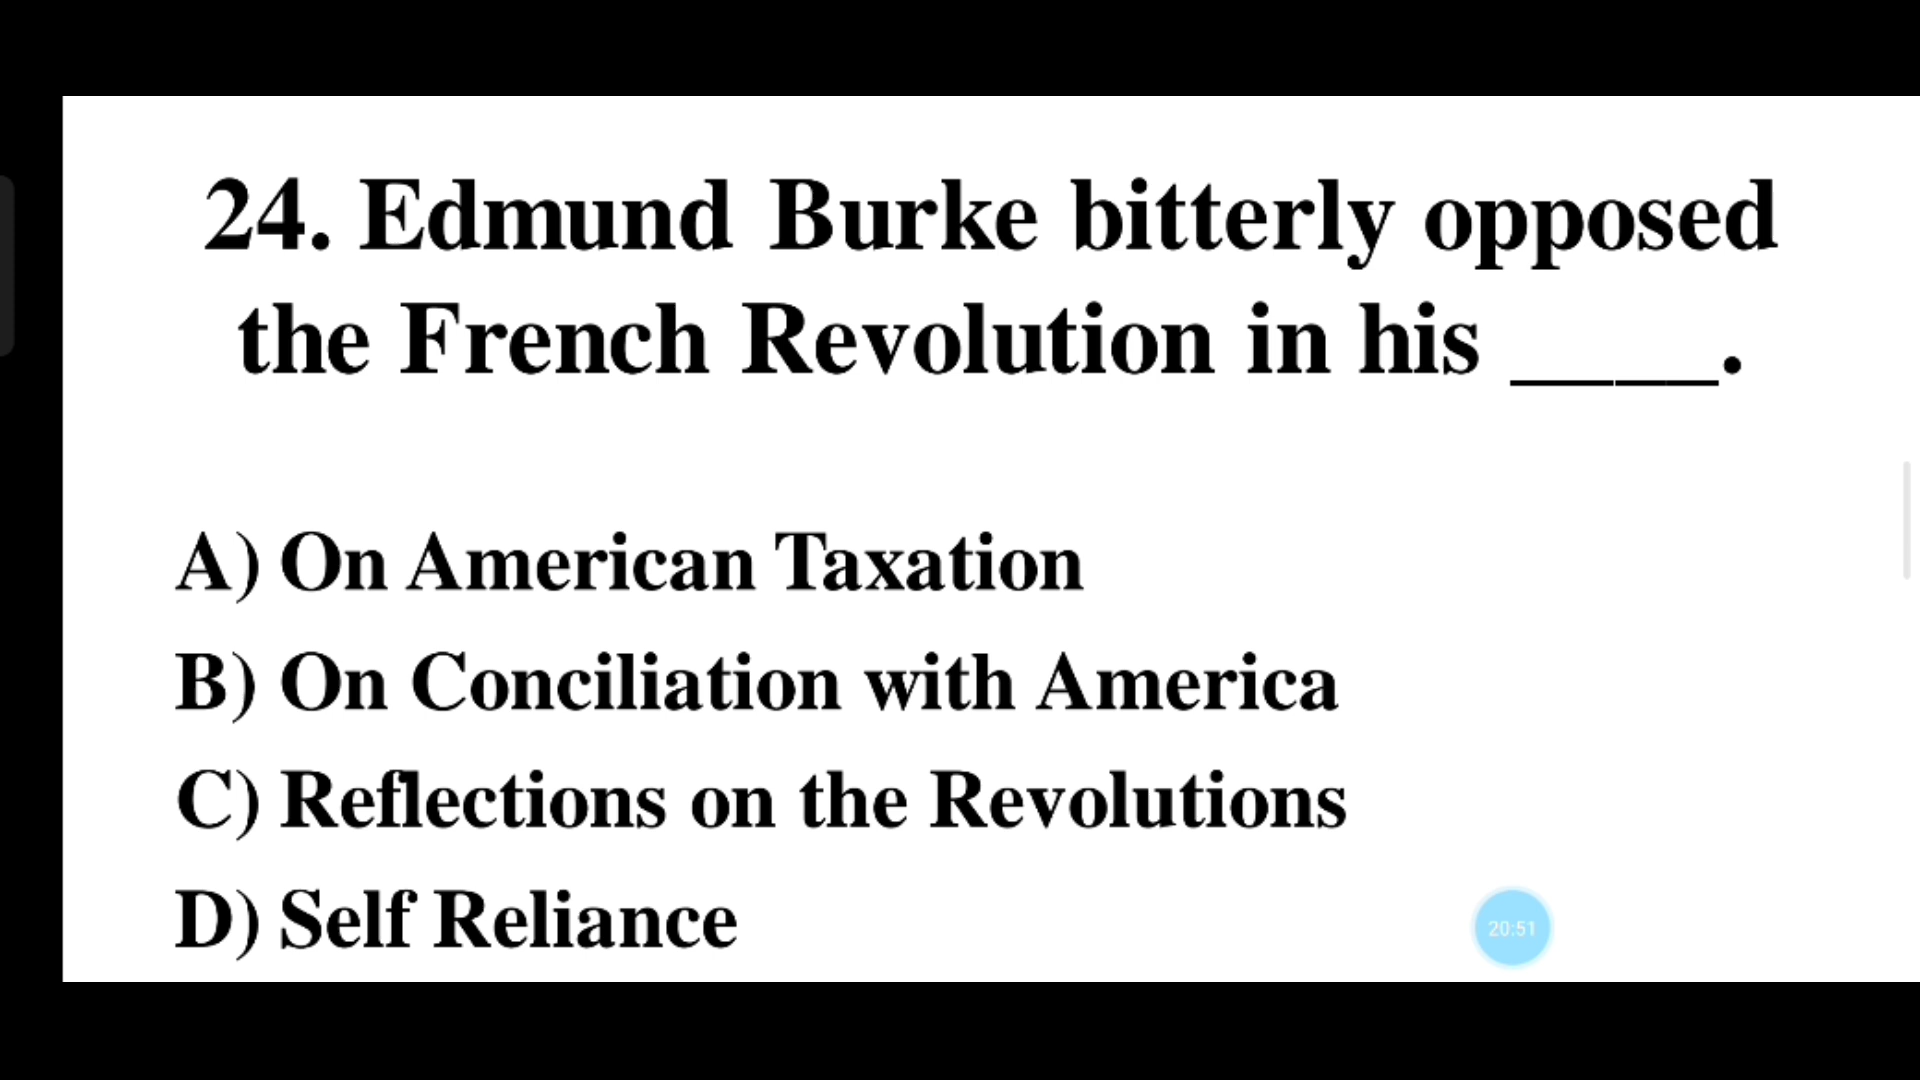 24. Edmund Burke bitterly opposed
the French Revolution in his ____.
A) On American Taxation
B) On Conciliation with America
C) Reflections on the Revolutions
D) Self Reliance
20:51